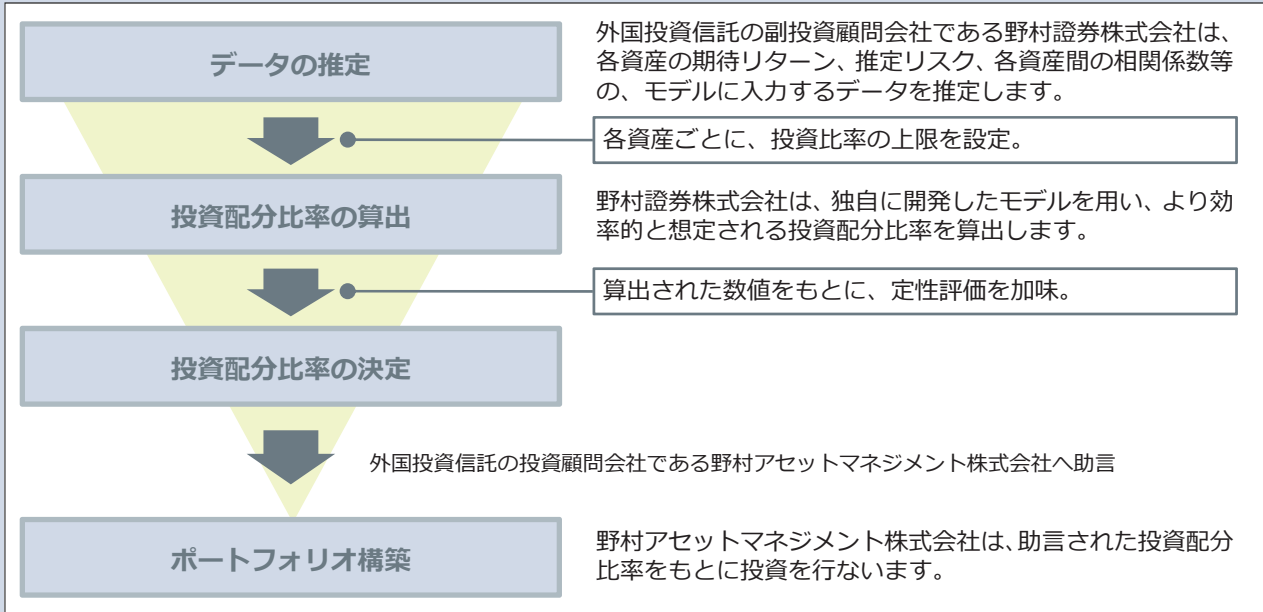 データの推定
外国投資信託の副投資顧問会社である野村證券株式会社は、
各資産の期待リターン、推定リスク、各資産間の相関係数等
の、モデルに入力するデータを推定します。
各資産ごとに、投資比率の上限を設定。
投資配分比率の算出
野村證券株式会社は、独自に開発したモデルを用い、より効
率的と想定される投資配分比率を算出します。
算出された数値をもとに、定性評価を加味。
投資配分比率の決定
外国投資信託の投資顧問会社である野村アセットマネジメント株式会社へ助言
ポートフォリオ構築
野村アセットマネジメント株式会社は、助言された投資配分
比率をもとに投資を行ないます。